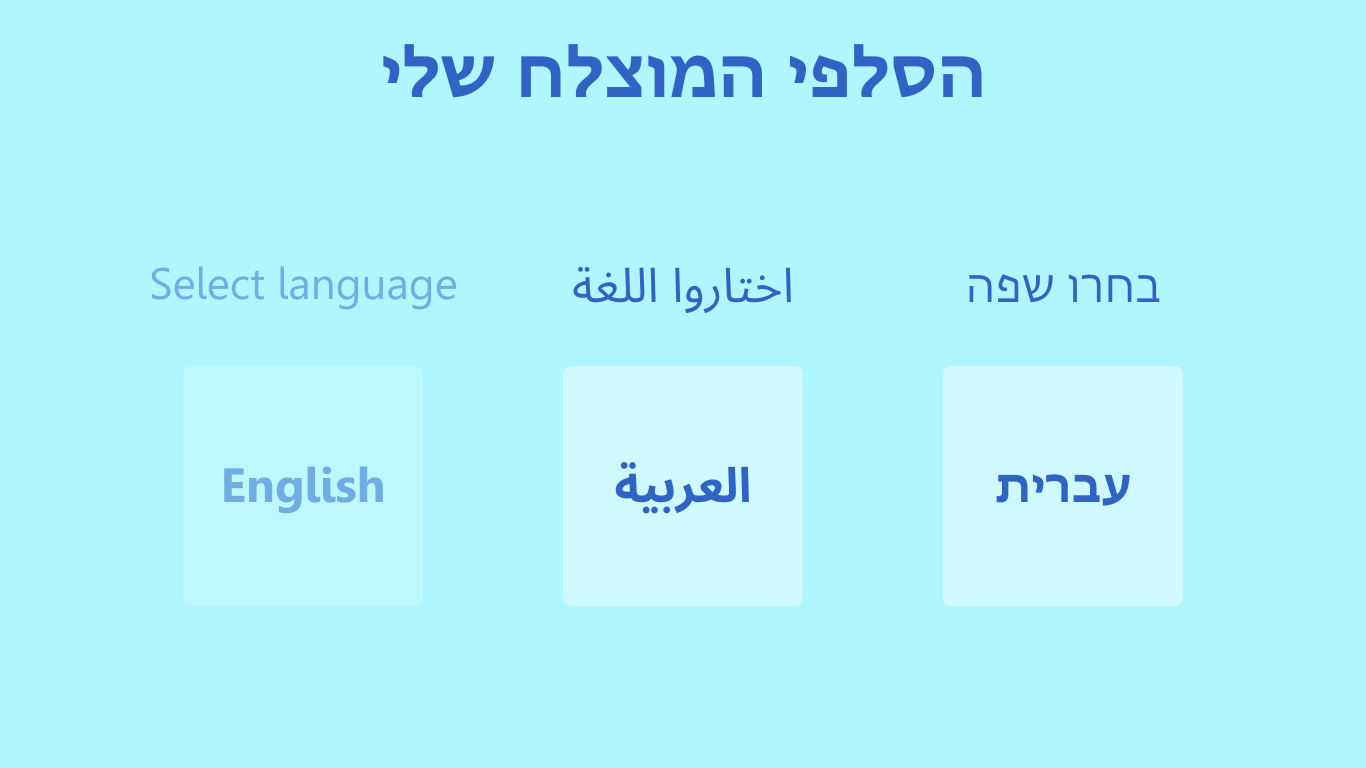 הסלפי המוצלח שלי
בחרו שפה
اختاروا اللغة
Select language
עברית
العربية
English